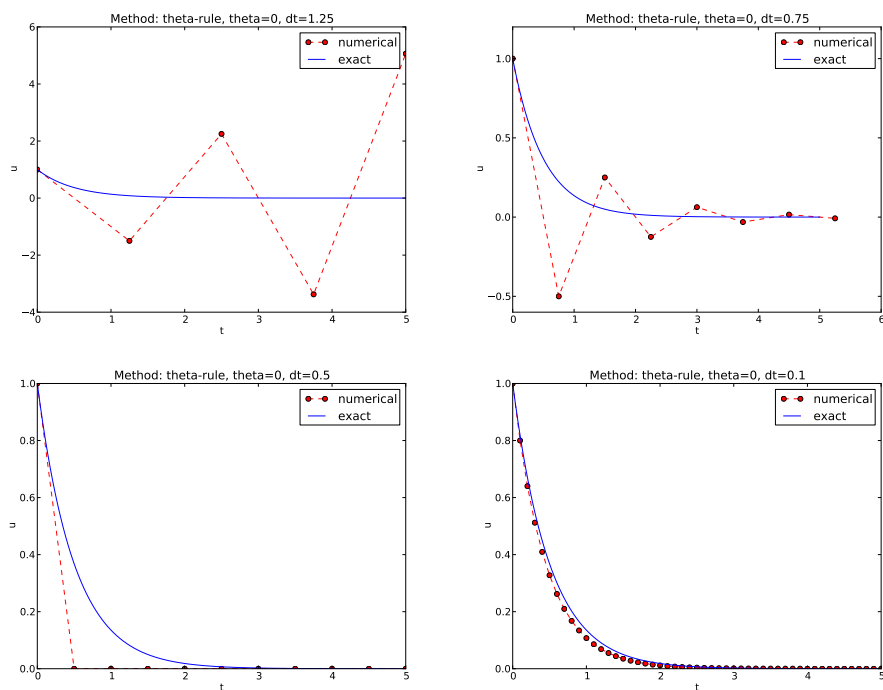 Method: theta-rule, theta=0, dt=1.25
6
4
2
0
−2
−4
u
numerical
exact
0 1 2 3 4 5
t
Method: theta-rule, theta=0, dt=0.75
1.0
0.5
0.0
−0.5
u
numerical
exact
0 1 2 3 4 5 6
t
Method: theta-rule, theta=0, dt=0.5
1.0
0.8
0.6
0.4
0.2
0.0
u
numerical
exact
0 1 2 3 4 5
t
Method: theta-rule, theta=0, dt=0.1
1.0
0.8
0.6
0.4
0.2
0.0
u
numerical
exact
0 1 2 3 4 5
t